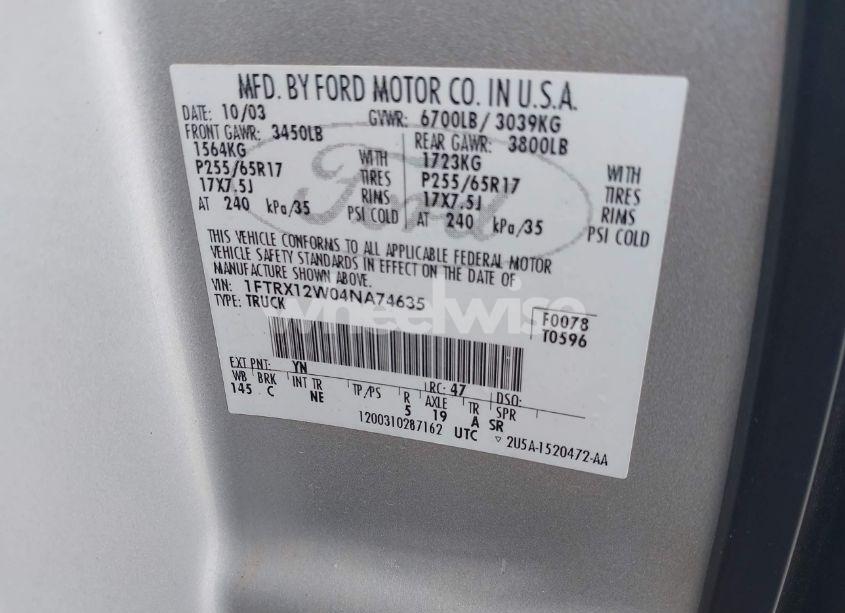 MFD. BY FORD MOTOR CO. IN U.S.A.
DATE: 10/03 GVWR: 6700LB/ 3039KG
FRONT GAWR: 3450LB REAR GAWR: 3800LB
1564KG WITH 1723KG WITH
P255/65R17 TIRES P255/65R17 TIRES
17X7.5J RIMS 17X7.5J RIMS
AT 240 kPa/35 PSI COLD AT 240 kPa/35 PSI COLD
Ford
THIS VEHICLE CONFORMS TO ALL APPLICABLE FEDERAL MOTOR
VEHICLE SAFETY STANDARDS IN EFFECT ON THE DATE OF
MANUFACTURE SHOWN ABOVE.
VIN: 1FTRX12W04NA74635
TYPE: TRUCK
wheelwise
F0078
T0596
EXT PNT: YN RC: 47 DSO:
WB BRK INT TR TP/PS R AXLE TR SPR
145 C NE 5 19 A SR
1200310287162 UTC ▽ 2U5A-1520472-AA